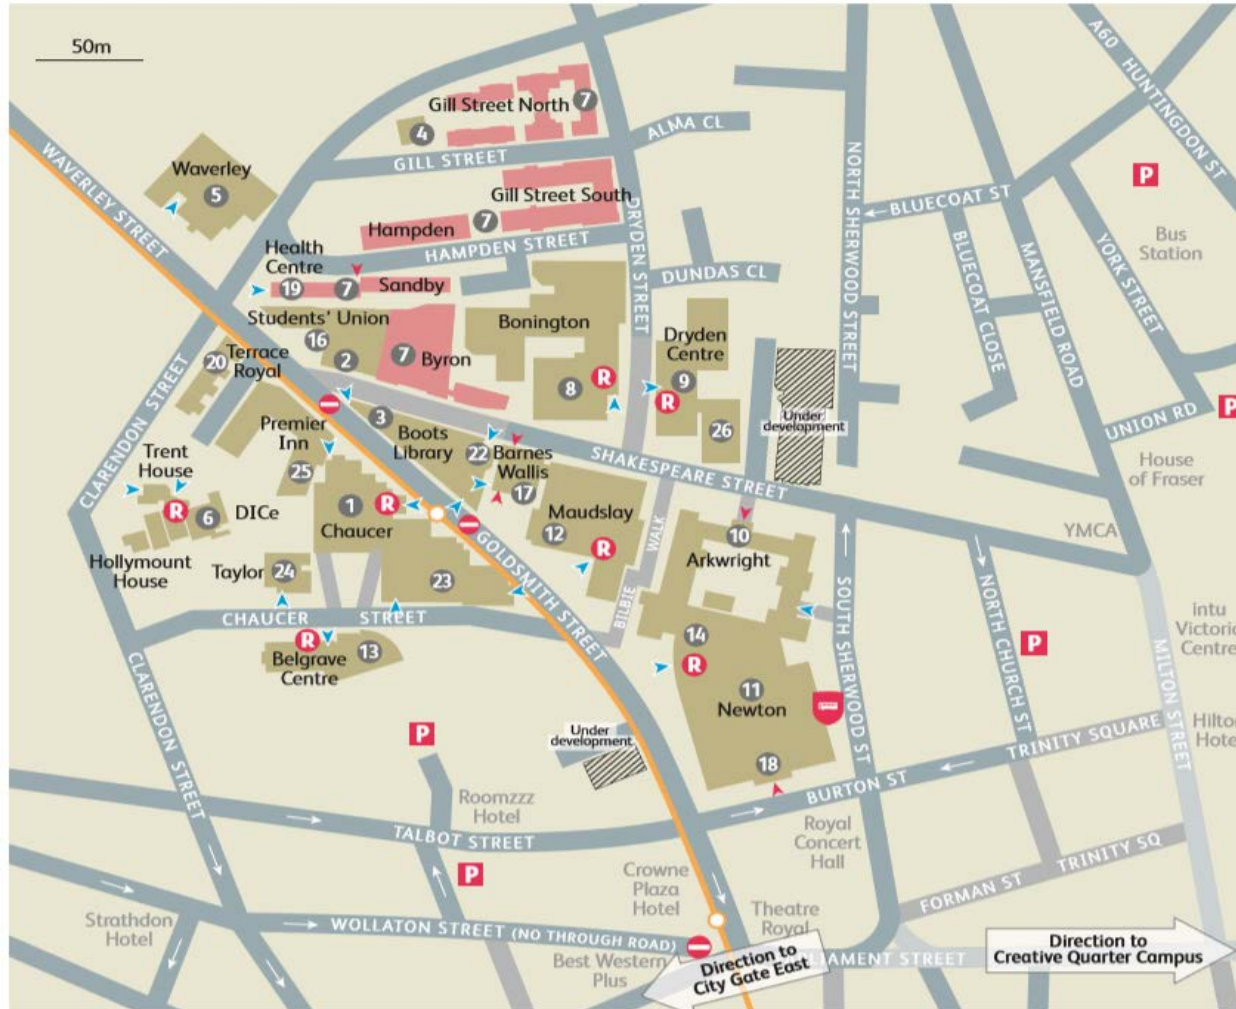 50m
A60 HUNTINGDON ST
Gill Street North
7
4
ALMA CL
GILL STREET
WAVERLEY STREET
Waverley
5
Gill Street South
7
Hampden
HAMPDEN STREET
DRYDEN STREET
NORTH SHERWOOD STREET
BLUECOAT ST
P
Bus
Station
BLUECOAT CLOSE
MANSFIELD ROAD
YORK STREET
Health
Centre
19
7
Sandby
DUNDAS CL
Students' Union
16
2
7
Byron
Bonington
8
R
Dryden
Centre
9
R
26
Under
development
20
Terrace
Royal
CLARENDON STREET
3
Boots
Library
22
Barnes
Wallis
17
SHAKESPEARE STREET
UNION RD
P
House
of Fraser
YMCA
Premier
Inn
25
Trent
House
R
6
DICe
Hollymount
House
1
R
Chaucer
Maudslay
12
R
BILBIE WALK
10
Arkwright
Taylor
24
23
GOLDSMITH STREET
CHAUCER STREET
R
Belgrave
Centre
13
14
R
11
Newton
18
SOUTH SHERWOOD ST
NORTH CHURCH ST
P
intu
Victoria
Centre
MILTON STREET
Hilton
Hotel
CLARENDON STREET
P
Under
development
TRINITY SQUARE
BURTON ST
Roomzzz
Hotel
TALBOT STREET
Royal
Concert
Hall
P
Crowne
Plaza
Hotel
Theatre
Royal
FORMAN ST
TRINITY SQ
Strathdon
Hotel
WOLLATON STREET (NO THROUGH ROAD)
Best Western
Plus
Direction to
City Gate East
LIAMENT STREET
Direction to
Creative Quarter Campus